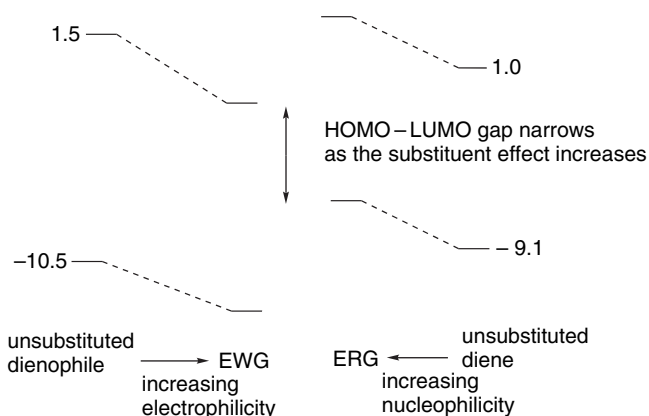 1.5
1.0
HOMO–LUMO gap narrows
as the substituent effect increases
–10.5
– 9.1
unsubstituted
dienophile
EWG
increasing
electrophilicity
ERG
unsubstituted
diene
increasing
nucleophilicity